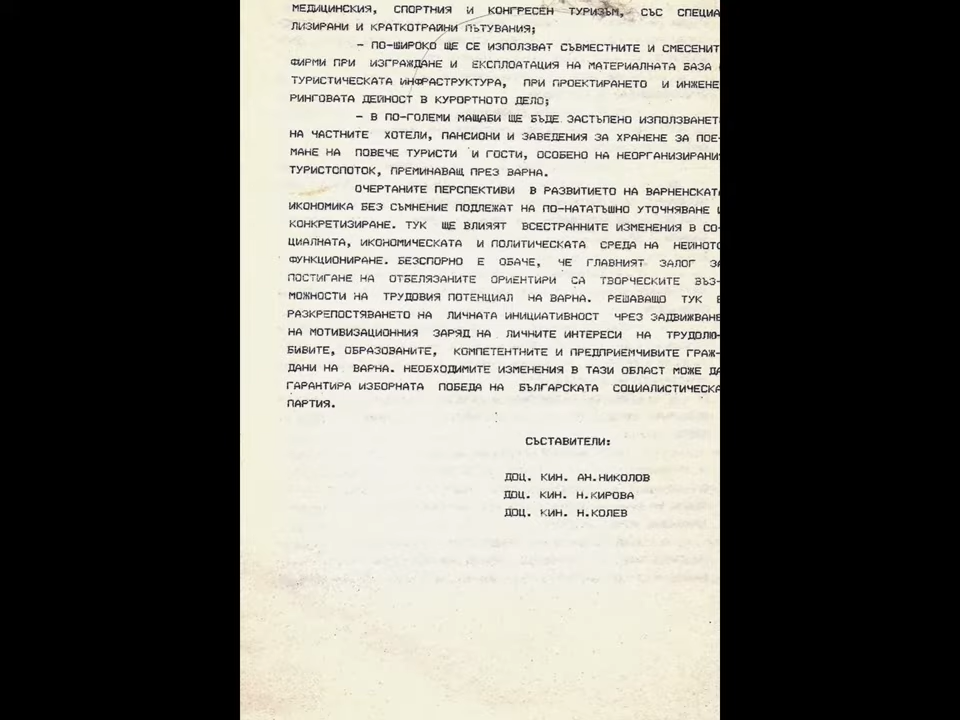 МЕДИЦИНСКИЯ, СПОРТНИЯ И КОНГРЕСЕН ТУРИЗЪМ, СЪС СПЕЦИА
ЛИЗИРАНИ И КРАТКОТРАЙНИ ПЪТУВАНИЯ;
- ПО-ШИРОКО ЩЕ СЕ ИЗПОЛЗВАТ СЪВМЕСТНИТЕ И СМЕСЕНИТ
ФИРМИ ПРИ ИЗГРАЖДАНЕ И ЕКСПЛОАТАЦИЯ НА МАТЕРИАЛНАТА БАЗА
ТУРИСТИЧЕСКАТА ИНФРАСТРУКТУРА, ПРИ ПРОЕКТИРАНЕТО И ИНЖЕНЕ
РИНГОВАТА ДЕЙНОСТ В КУРОРТНОТО ДЕЛО;
- В ПО-ГОЛЕМИ МАЩАБИ ЩЕ БЪДЕ ЗАСТЪПЕНО ИЗПОЛЗВАНЕТ
НА ЧАСТНИТЕ ХОТЕЛИ, ПАНСИОНИ И ЗАВЕДЕНИЯ ЗА ХРАНЕНЕ ЗА ПОЕ-
МАНЕ НА ПОВЕЧЕ ТУРИСТИ И ГОСТИ, ОСОБЕНО НА НЕОРГАНИЗИРАНИ
ТУРИСТОПОТОК, ПРЕМИНАВАЩ ПРЕЗ ВАРНА.
ОЧЕРТАНИТЕ ПЕРСПЕКТИВИ В РАЗВИТИЕТО НА ВАРНЕНСКАТА
ИКОНОМИКА БЕЗ СЪМНЕНИЕ ПОДЛЕЖАТ НА ПО-НАТАТЪШНО УТОЧНЯВАНЕ И
КОНКРЕТИЗИРАНЕ. ТУК ЩЕ ВЛИЯЯТ ВСЕСТРАННИТЕ ИЗМЕНЕНИЯ В СО-
ЦИАЛНАТА, ИКОНОМИЧЕСКАТА И ПОЛИТИЧЕСКАТА СРЕДА НА НЕЙНОТО
ФУНКЦИОНИРАНЕ. БЕЗСПОРНО Е ОБАЧЕ, ЧЕ ГЛАВНИЯТ ЗАЛОГ ЗА
ПОСТИГАНЕ НА ОТБЕЛЯЗАНИТЕ ОРИЕНТИРИ СА ТВОРЧЕСКИТЕ ВЪЗ-
МОЖНОСТИ НА ТРУДОВИЯ ПОТЕНЦИАЛ НА ВАРНА. РЕШАВАЩО ТУК Е
РАЗКРЕПОСТЯВАНЕТО НА ЛИЧНАТА ИНИЦИАТИВНОСТ ЧРЕЗ ЗАДВИЖВАНЕ
НА МОТИВИЗАЦИОННИЯ ЗАРЯД НА ЛИЧНИТЕ ИНТЕРЕСИ НА ТРУДОЛЮ-
БИВИТЕ, ОБРАЗОВАНИТЕ, КОМПЕТЕНТНИТЕ И ПРЕДПРИЕМЧИВИТЕ ГРАЖ-
ДАНИ НА ВАРНА. НЕОБХОДИМИТЕ ИЗМЕНЕНИЯ В ТАЗИ ОБЛАСТ МОЖЕ ДА
ГАРАНТИРА ИЗБОРНАТА ПОБЕДА НА БЪЛГАРСКАТА СОЦИАЛИСТИЧЕСКА
ПАРТИЯ.
СЪСТАВИТЕЛИ:
ДОЦ. КИН. АН.НИКОЛОВ
ДОЦ. КИН. Н.КИРОВА
ДОЦ. КИН. Н.КОЛЕВ